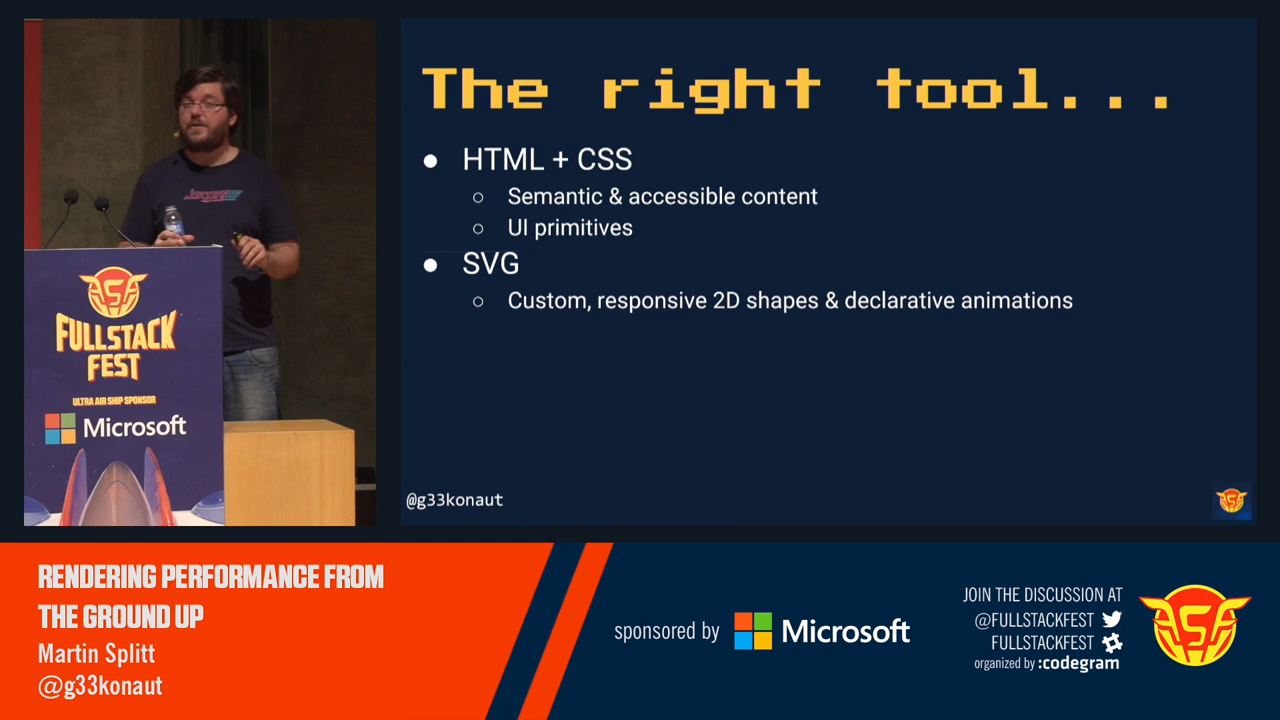 The right tool...
HTML + CSS
Semantic & accessible content
UI primitives
SVG
Custom, responsive 2D shapes & declarative animations
@g33konaut
FULLSTACK
FEST
ULTRA AIR SHIP SPONSOR
Microsoft
RENDERING PERFORMANCE FROM
THE GROUND UP
Martin Splitt
@g33konaut
sponsored by Microsoft
JOIN THE DISCUSSION AT
@FULLSTACKFEST
FULLSTACKFEST
organized by :codegram